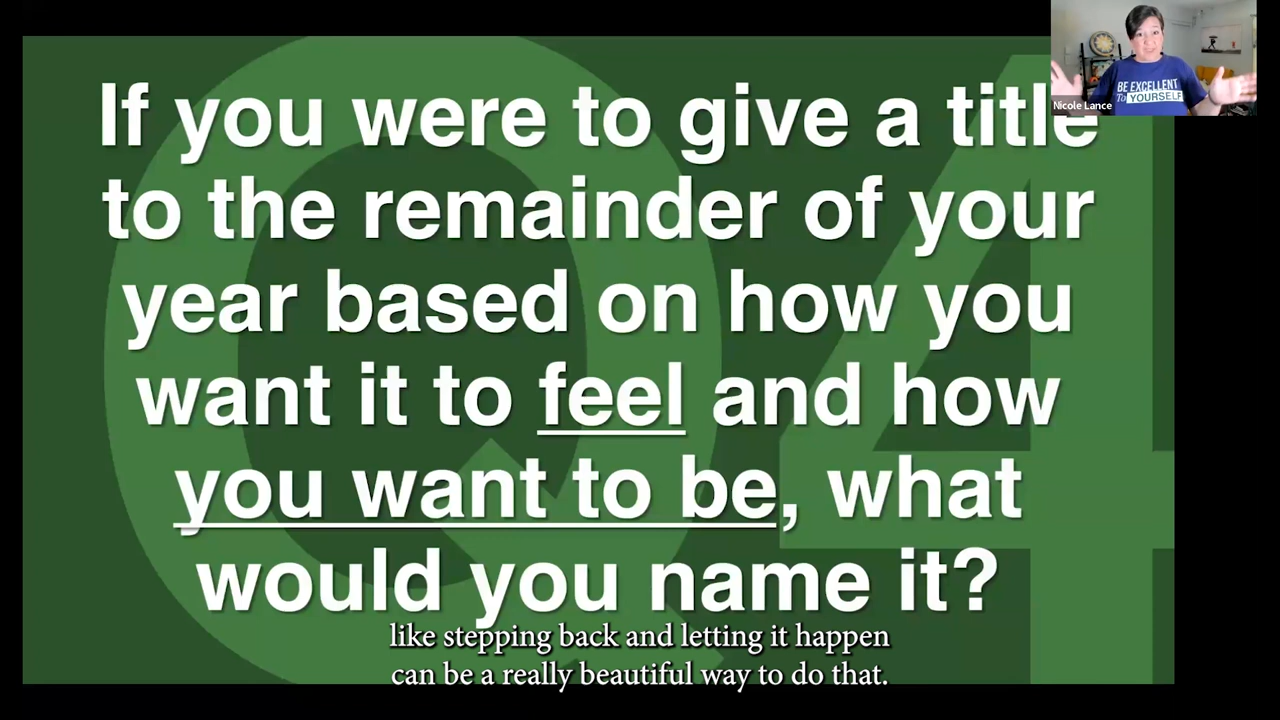 If you were to give a title
to the remainder of your
year based on how you
want it to feel and how
you want to be, what
would you name it?
Q4
BE EXCELLENT
To YOURSELF
Nicole Lance
like stepping back and letting it happen
can be a really beautiful way to do that.